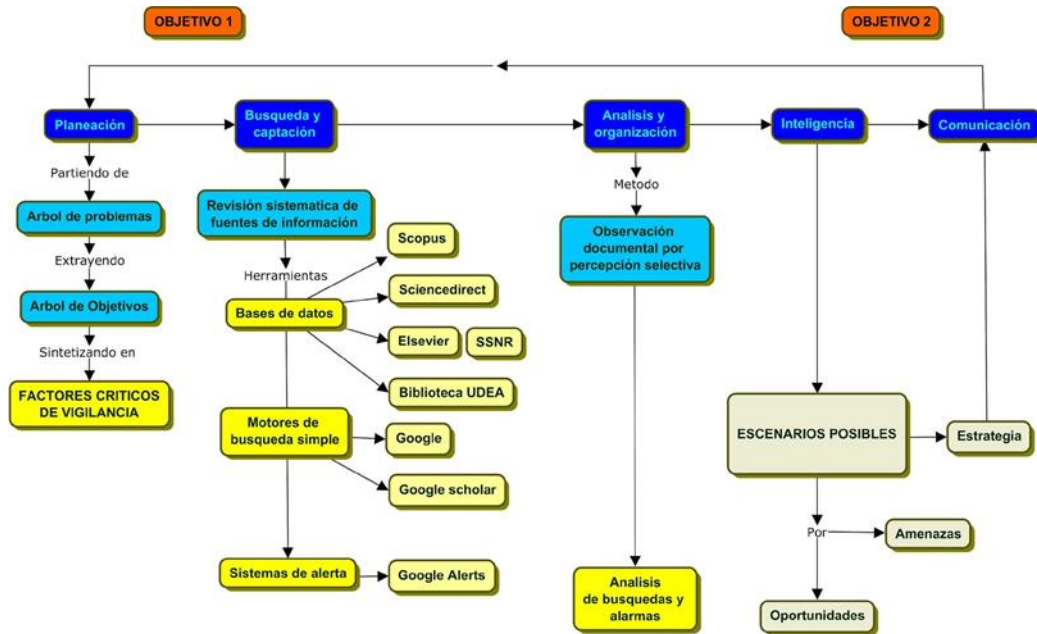 OBJETIVO 1
OBJETIVO 2
Planeación
Busqueda y
captación
Analisis y
organización
Inteligencia
Comunicación
Partiendo de
Arbol de problemas
Extrayendo
Arbol de Objetivos
Sintetizando en
FACTORES CRITICOS
DE VIGILANCIA
Revisión sistematica de
fuentes de información
Herramientas
Bases de datos
Scopus
Sciencedirect
Elsevier
SSNR
Biblioteca UDEA
Motores de
busqueda simple
Google
Google scholar
Sistemas de alerta
Google Alerts
Metodo
Observación
documental por
percepción selectiva
Analisis
de busquedas y
alarmas
ESCENARIOS POSIBLES
Estrategia
Por
Amenazas
Oportunidades